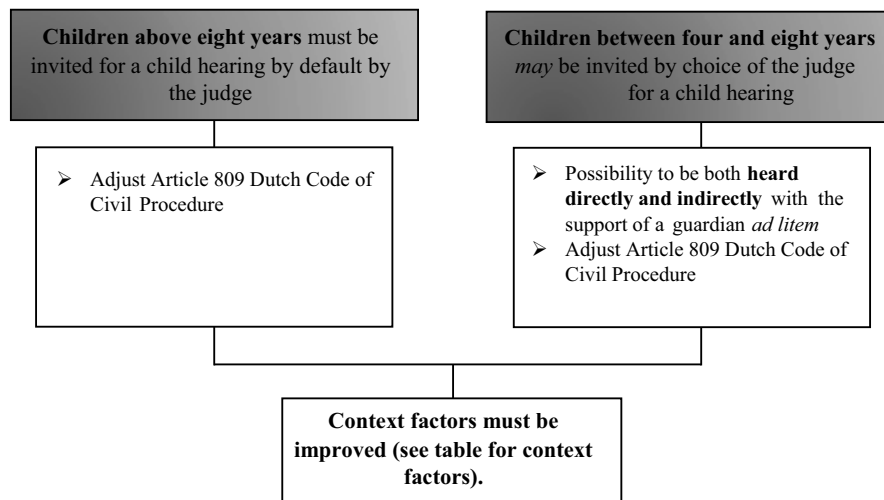 Children above eight years must be
invited for a child hearing by default by
the judge
Children between four and eight years
may be invited by choice of the judge
for a child hearing
➢ Adjust Article 809 Dutch Code of
Civil Procedure
➢ Possibility to be both heard
directly and indirectly with the
support of a guardian ad litem
➢ Adjust Article 809 Dutch Code of
Civil Procedure
Context factors must be
improved (see table for context
factors).